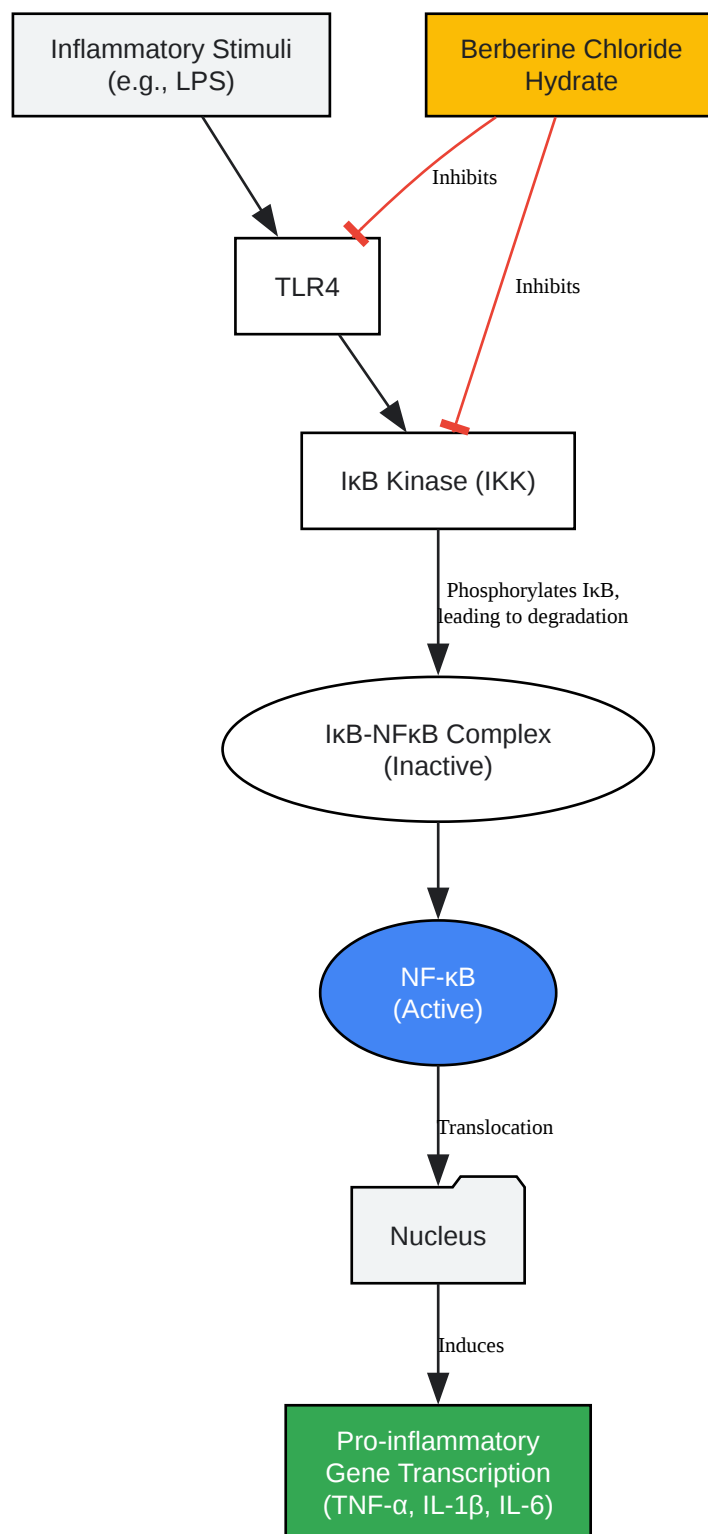 Inflammatory Stimuli
(e.g., LPS)
Berberine Chloride
Hydrate
Inhibits
TLR4
Inhibits
IκB Kinase (IKK)
Phosphorylates IκB,
leading to degradation
IκB-NFκB Complex
(Inactive)
NF-κB
(Active)
Translocation
Nucleus
Induces
Pro-inflammatory
Gene Transcription
(TNF-α, IL-1β, IL-6)